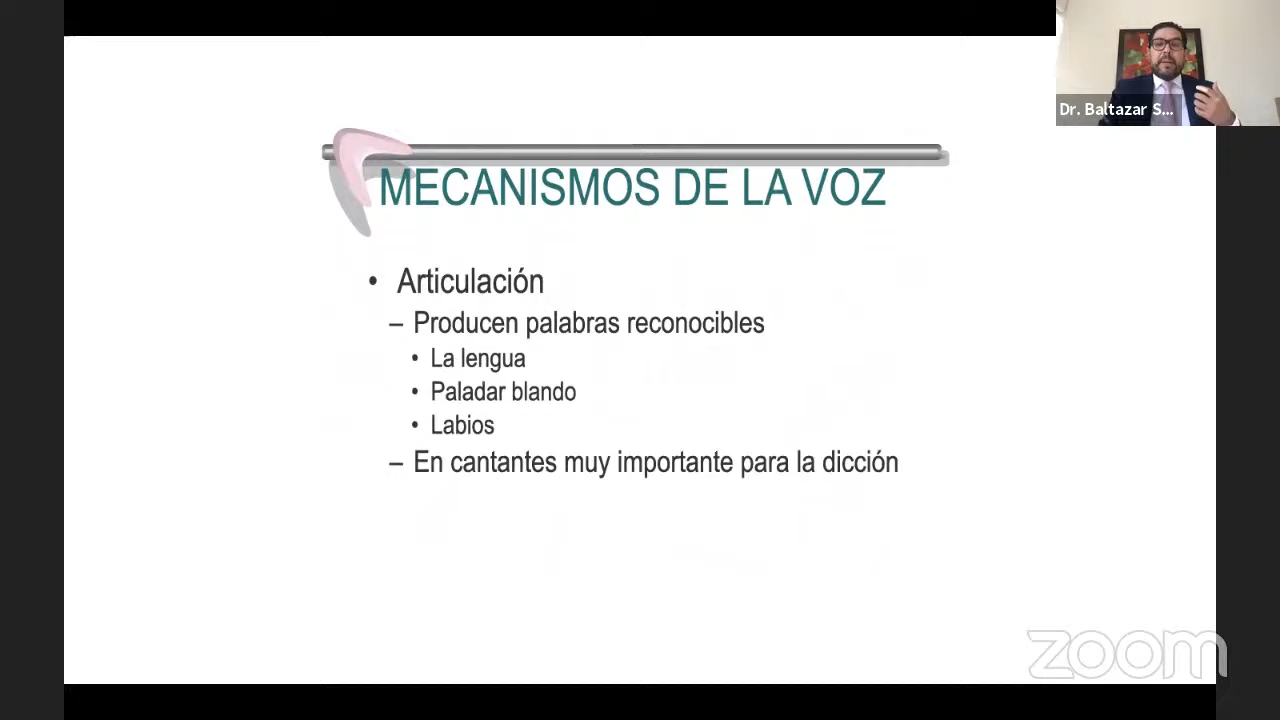 Dr. Baltazar S...
MECANISMOS DE LA VOZ
• Articulación
– Producen palabras reconocibles
• La lengua
• Paladar blando
• Labios
– En cantantes muy importante para la dicción
zoom